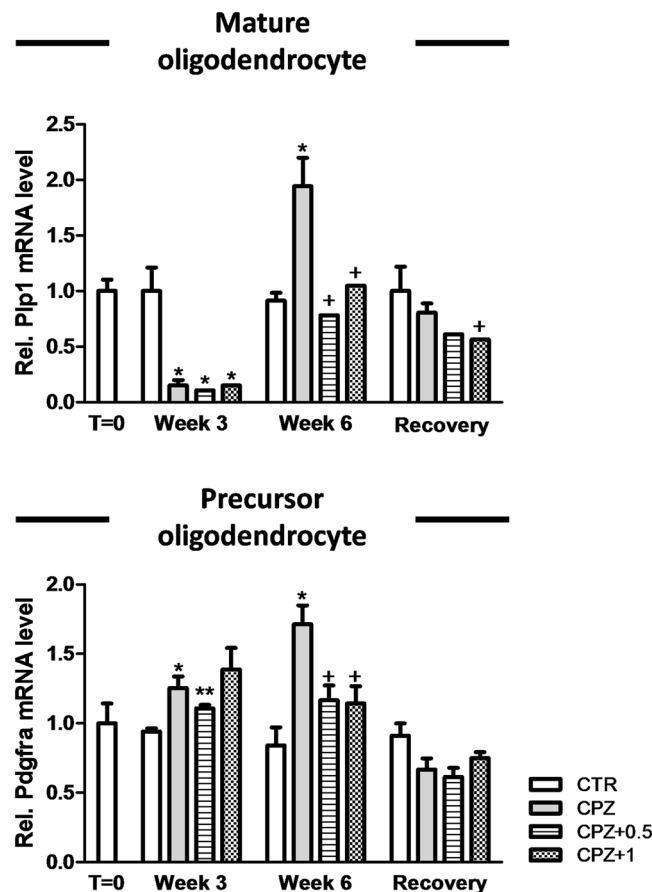 Mature
oligodendrocyte
Rel. Plp1 mRNA level
2.5
2.0
1.5
1.0
0.5
0.0
*
* * *
+
+
+
T=0 Week 3 Week 6 Recovery
Precursor
oligodendrocyte
Rel. Pdgfra mRNA level
2.0
1.5
1.0
0.5
0.0
*
*
**
+ +
T=0 Week 3 Week 6 Recovery
CTR
CPZ
CPZ+0.5
CPZ+1